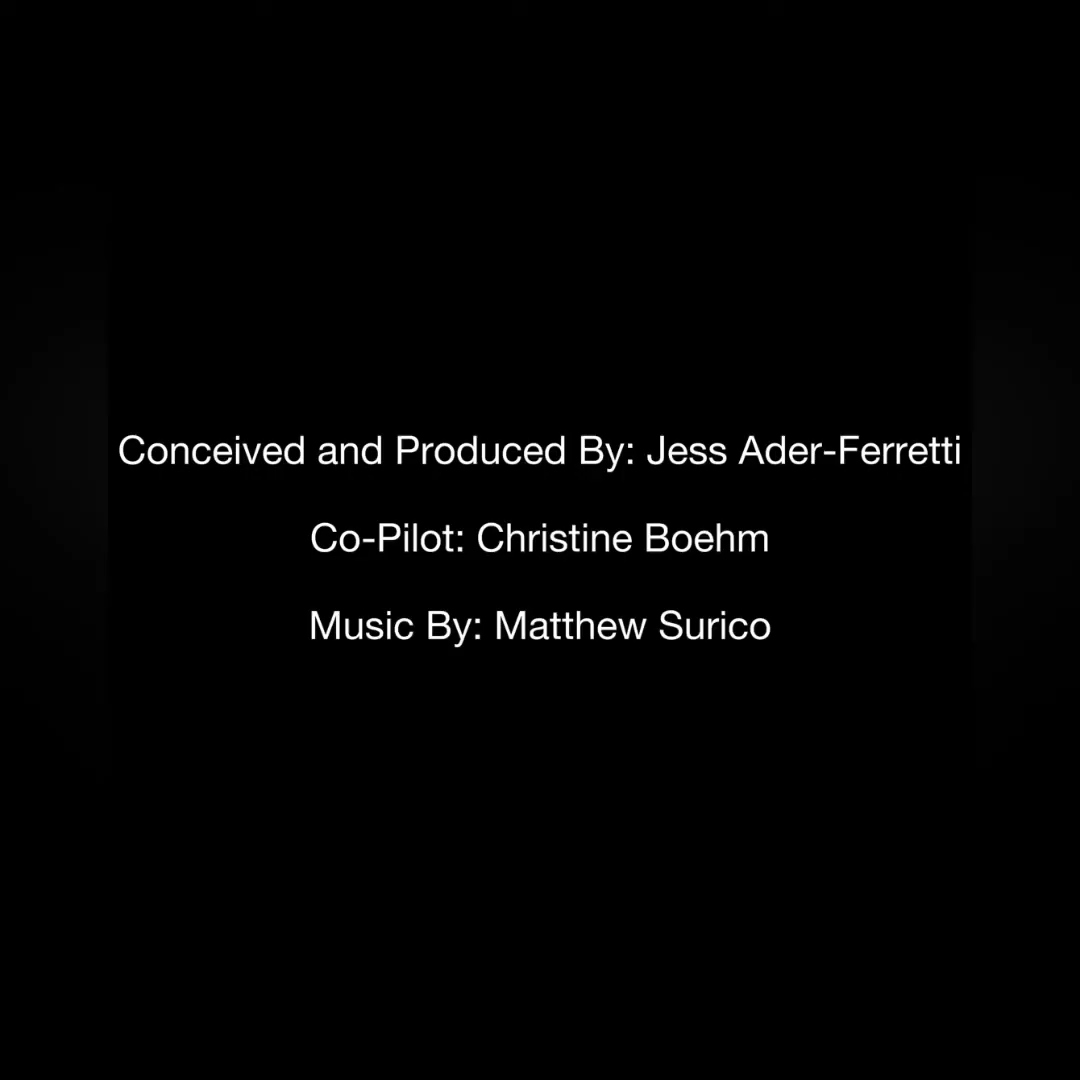 Conceived and Produced By: Jess Ader-Ferretti
Co-Pilot: Christine Boehm
Music By: Matthew Surico